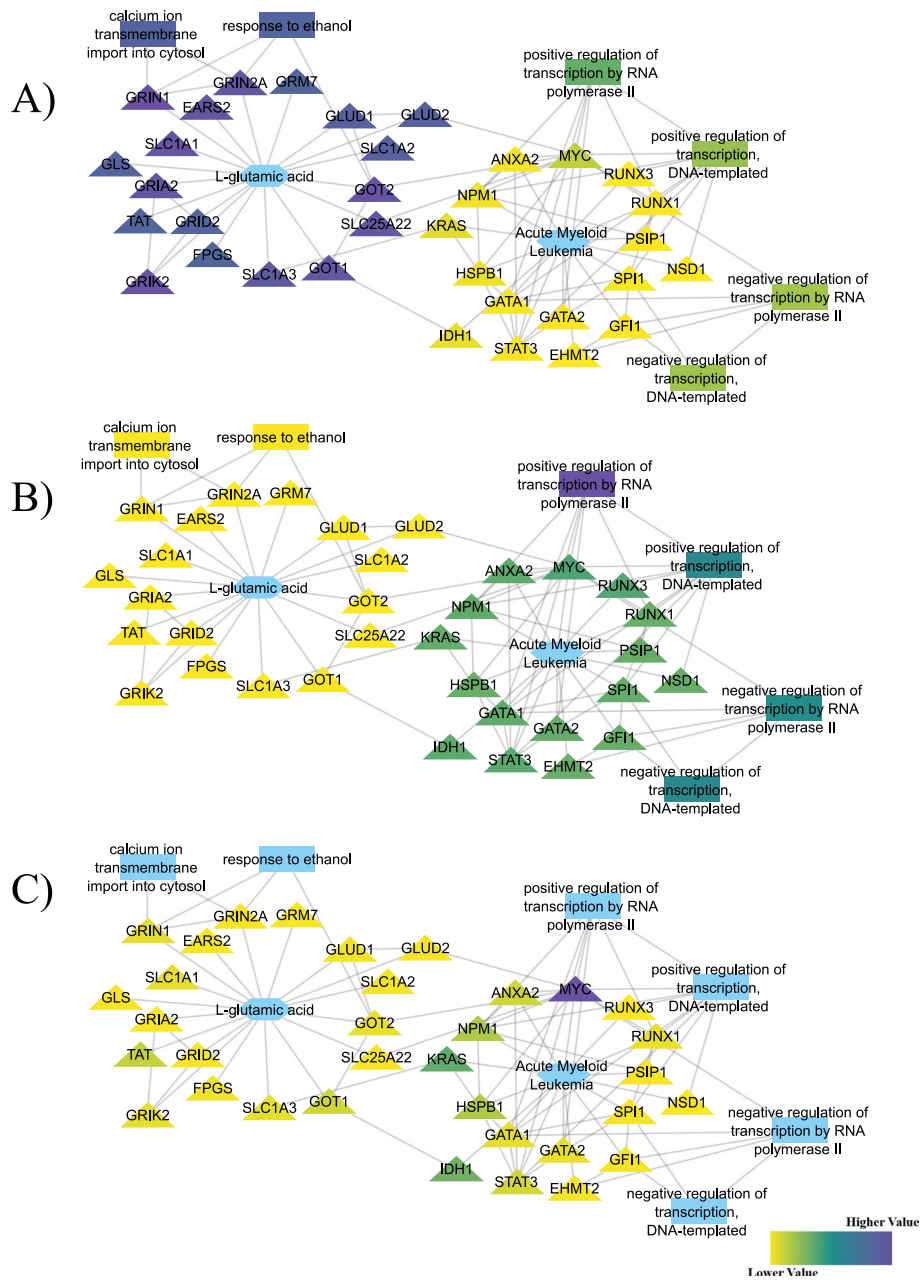 A)
calcium ion
transmembrane
import into cytosol
response to ethanol
positive regulation of
transcription by RNA
polymerase II
GRIN1
GRIN2A
GRM7
EARS2
GLUD1
GLUD2
SLC1A1
SLC1A2
ANXA2
MYC
positive regulation of
transcription,
DNA-templated
GLS
L-glutamic acid
RUNX3
GRIA2
GOT2
NPM1
RUNX1
TAT
GRID2
SLC25A22
KRAS
Acute Myeloid
Leukemia
PSIP1
FPGS
GRIK2
SLC1A3
GOT1
HSPB1
SPI1
NSD1
negative regulation of
transcription by RNA
polymerase II
GATA1
GATA2
GFI1
IDH1
STAT3
EHMT2
negative regulation of
transcription,
DNA-templated
B)
calcium ion
transmembrane
import into cytosol
response to ethanol
positive regulation of
transcription by RNA
polymerase II
GRIN1
GRIN2A
GRM7
EARS2
GLUD1
GLUD2
SLC1A1
SLC1A2
ANXA2
MYC
positive regulation of
transcription,
DNA-templated
GLS
L-glutamic acid
RUNX3
GRIA2
GOT2
NPM1
RUNX1
TAT
GRID2
SLC25A22
KRAS
Acute Myeloid
Leukemia
PSIP1
FPGS
GRIK2
SLC1A3
GOT1
HSPB1
SPI1
NSD1
negative regulation of
transcription by RNA
polymerase II
GATA1
GATA2
GFI1
IDH1
STAT3
EHMT2
negative regulation of
transcription,
DNA-templated
C)
calcium ion
transmembrane
import into cytosol
response to ethanol
positive regulation of
transcription by RNA
polymerase II
GRIN1
GRIN2A
GRM7
EARS2
GLUD1
GLUD2
SLC1A1
SLC1A2
ANXA2
MYC
positive regulation of
transcription,
DNA-templated
GLS
L-glutamic acid
RUNX3
GRIA2
GOT2
NPM1
RUNX1
TAT
GRID2
SLC25A22
KRAS
Acute Myeloid
Leukemia
PSIP1
FPGS
GRIK2
SLC1A3
GOT1
HSPB1
SPI1
NSD1
negative regulation of
transcription by RNA
polymerase II
GATA1
GATA2
GFI1
IDH1
STAT3
EHMT2
negative regulation of
transcription,
DNA-templated
Higher Value
Lower Value